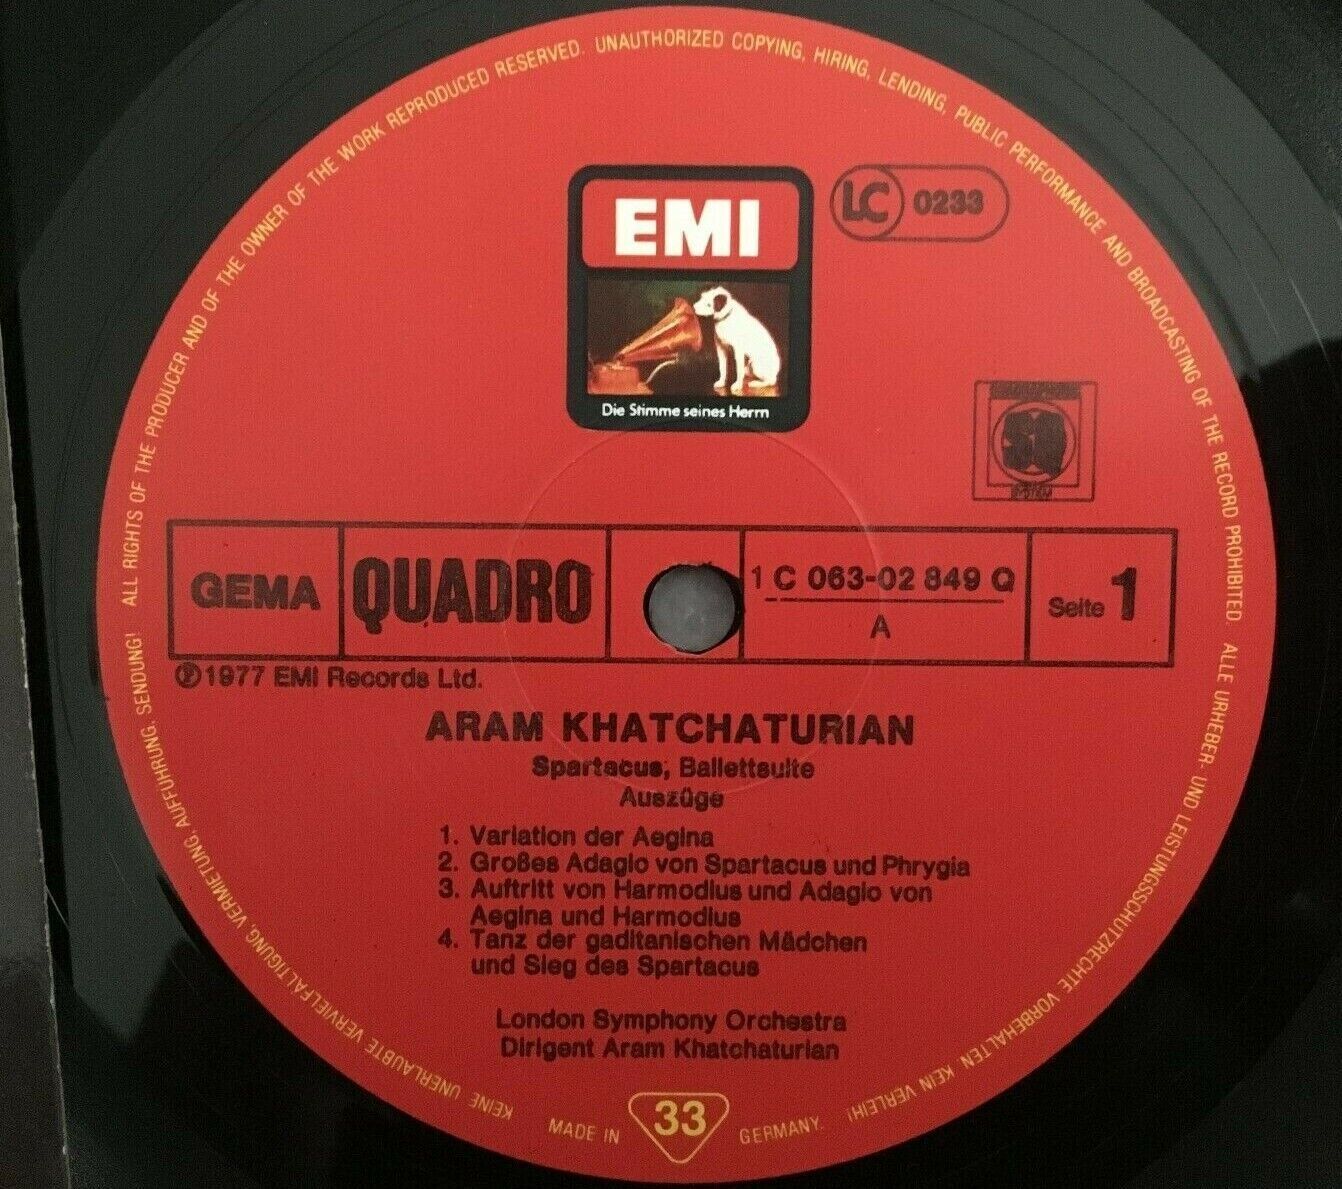 ALL RIGHTS OF THE PRODUCER AND OF THE OWNER OF THE WORK REPRODUCED RESERVED. UNAUTHORIZED COPYING, HIRING, LENDING, PUBLIC PERFORMANCE AND BROADCASTING OF THE RECORD PROHIBITED.
ALLE URHEBER- UND LEISTUNGSSCHUTZRECHTE VORBEHALTEN KEIN VERLEIH! KEINE UNERLAUBTE VERVIELFÄLTIGUNG, VERMIETUNG, AUFFÜHRUNG, SENDUNG!
EMI
LC 0233
Die Stimme seines Herrn
SQ
GEMA
QUADRO
1 C 063-02 849 Q
A
Seite 1
Ⓟ1977 EMI Records Ltd.
ARAM KHATCHATURIAN
Spartacus, Ballettsuite
Auszüge
1. Variation der Aegina
2. Großes Adagio von Spartacus und Phrygia
3. Auftritt von Harmodius und Adagio von
Aegina und Harmodius
4. Tanz der gaditanischen Mädchen
und Sieg des Spartacus
London Symphony Orchestra
Dirigent Aram Khatchaturian
MADE IN 33 GERMANY.